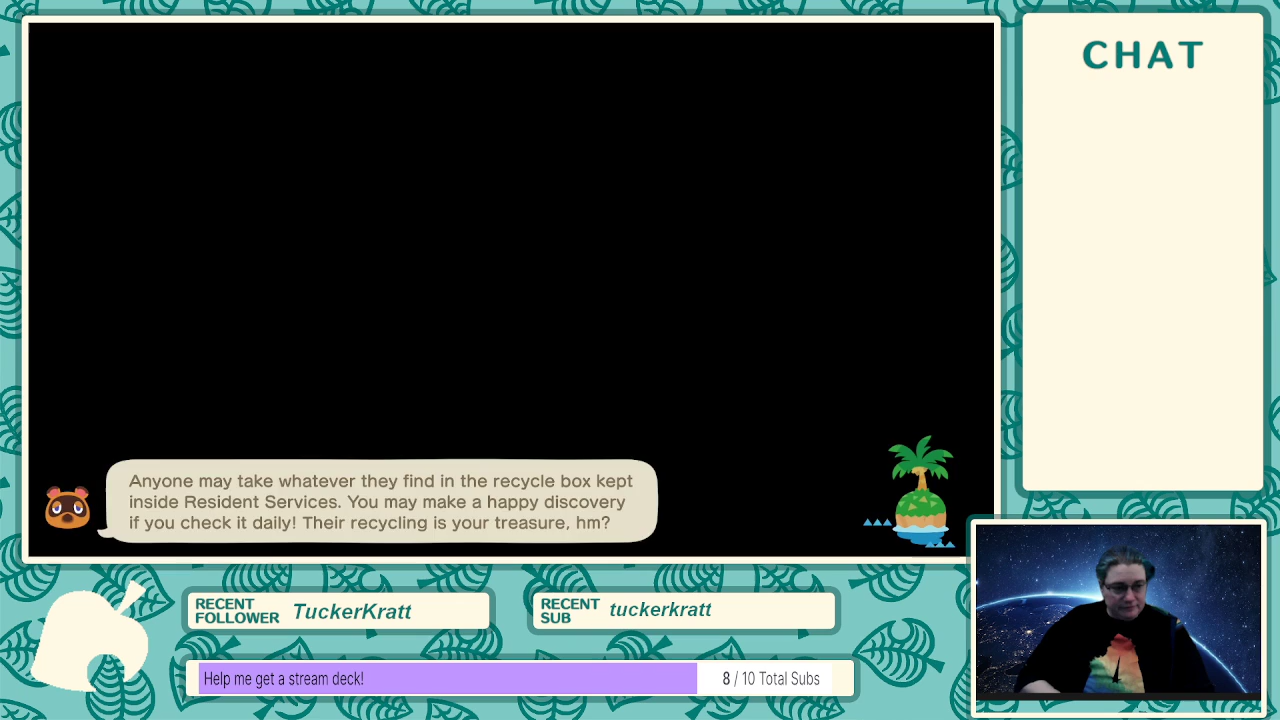 CHAT
Anyone may take whatever they find in the recycle box kept
inside Resident Services. You may make a happy discovery
if you check it daily! Their recycling is your treasure, hm?
RECENT
FOLLOWER
TuckerKratt
RECENT
SUB
tuckerkratt
Help me get a stream deck!
8 / 10 Total Subs